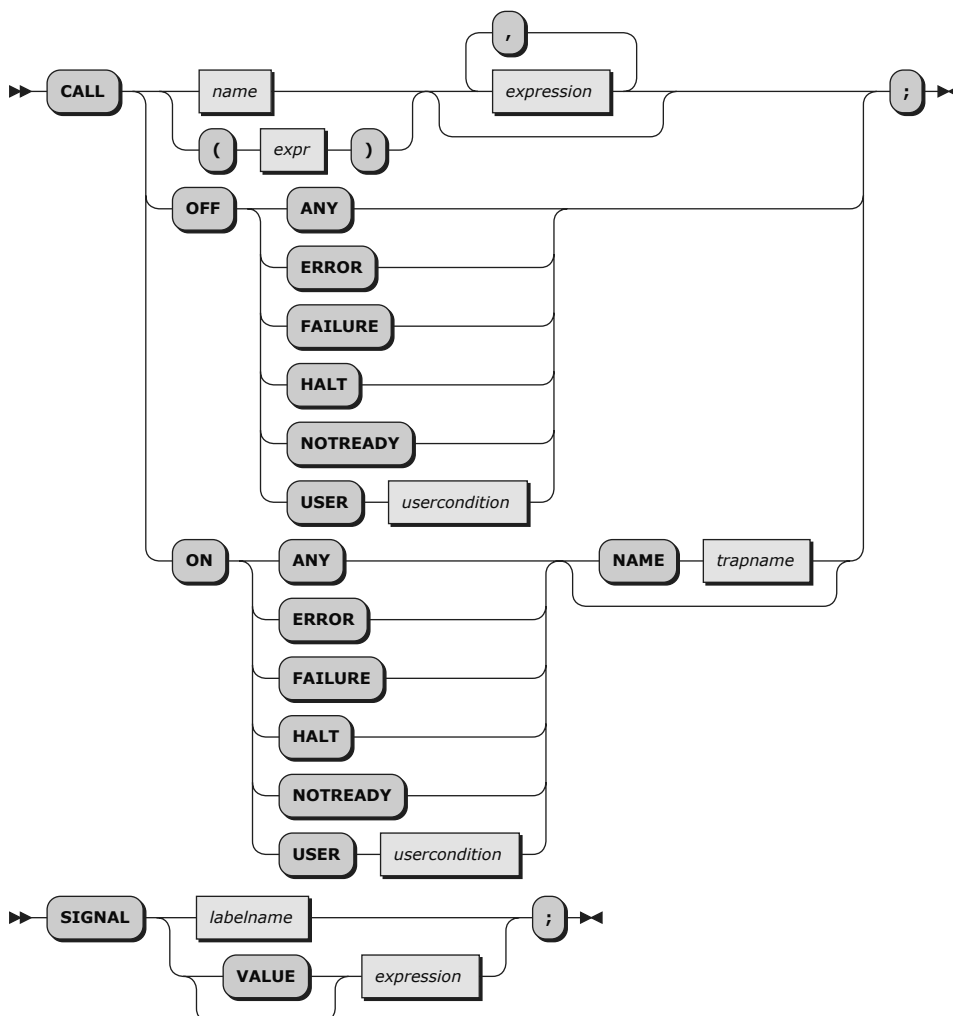 ,
CALL name expression ;
( expr )
OFF ANY
ERROR
FAILURE
HALT
NOTREADY
USER usercondition
ON ANY NAME trapname
ERROR
FAILURE
HALT
NOTREADY
USER usercondition
SIGNAL labelname ;
VALUE expression